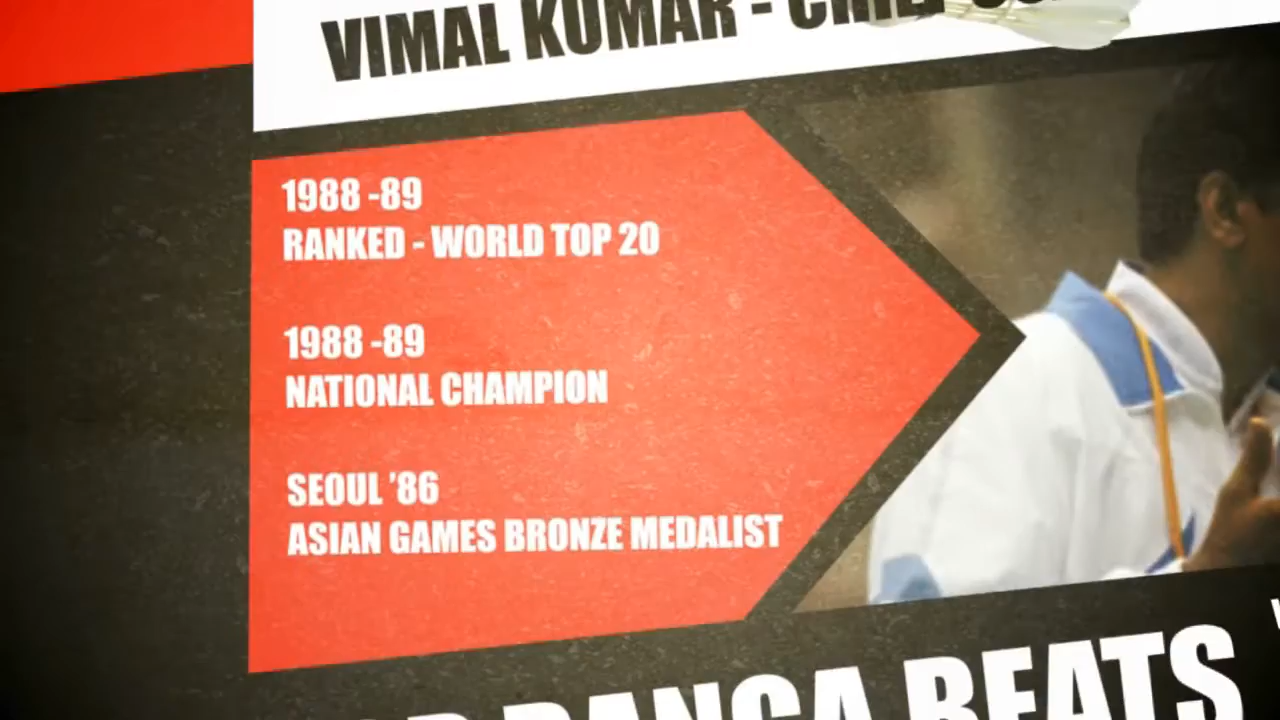 VIMAL KUMAR -
1988 -89
RANKED - WORLD TOP 20
1988 -89
NATIONAL CHAMPION
SEOUL '86
ASIAN GAMES BRONZE MEDALIST
BEATS